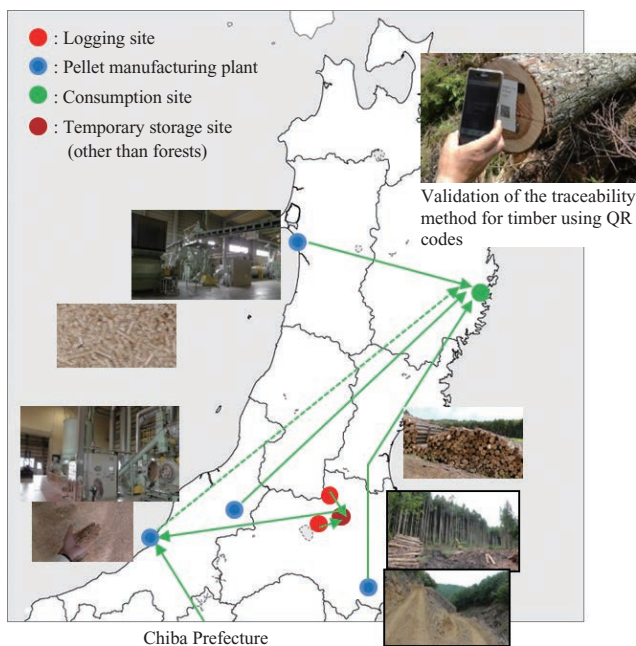 : Logging site
: Pellet manufacturing plant
: Consumption site
: Temporary storage site
(other than forests)
Validation of the traceability
method for timber using QR
codes
Chiba Prefecture